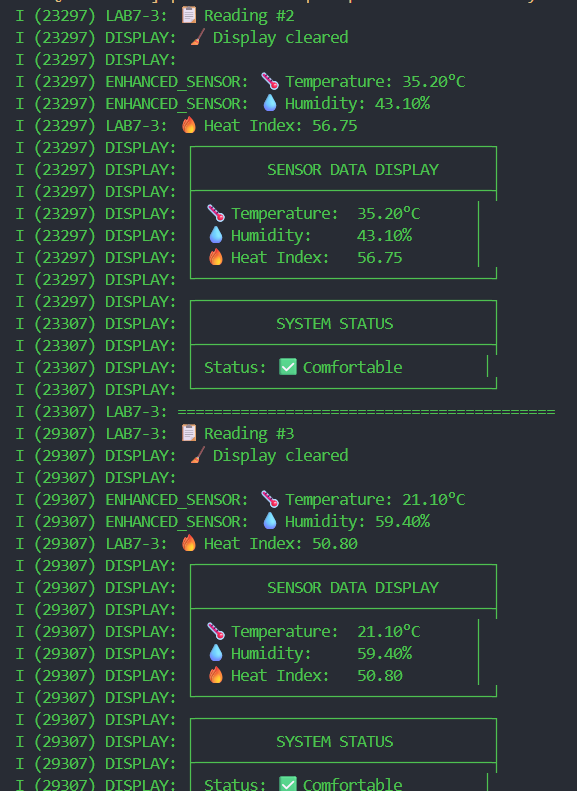 I (23297) LAB7-3: 📋 Reading #2
I (23297) DISPLAY: 🧹 Display cleared
I (23297) DISPLAY:
I (23297) ENHANCED_SENSOR: 🌡️ Temperature: 35.20°C
I (23297) ENHANCED_SENSOR: 💧 Humidity: 43.10%
I (23297) LAB7-3: 🔥 Heat Index: 56.75
I (23297) DISPLAY: ┌─────────────────────────────────┐
I (23297) DISPLAY: │        SENSOR DATA DISPLAY      │
I (23297) DISPLAY: ├─────────────────────────────────┤
I (23297) DISPLAY: │ 🌡️ Temperature:  35.20°C      │
I (23297) DISPLAY: │ 💧 Humidity:     43.10%       │
I (23297) DISPLAY: │ 🔥 Heat Index:   56.75        │
I (23297) DISPLAY: └─────────────────────────────────┘
I (23297) DISPLAY: ┌─────────────────────────────────┐
I (23307) DISPLAY: │         SYSTEM STATUS           │
I (23307) DISPLAY: ├─────────────────────────────────┤
I (23307) DISPLAY: │ Status: ✅ Comfortable         │
I (23307) DISPLAY: └─────────────────────────────────┘
I (23307) LAB7-3: ==========================================
I (29307) LAB7-3: 📋 Reading #3
I (29307) DISPLAY: 🧹 Display cleared
I (29307) DISPLAY:
I (29307) ENHANCED_SENSOR: 🌡️ Temperature: 21.10°C
I (29307) ENHANCED_SENSOR: 💧 Humidity: 59.40%
I (29307) LAB7-3: 🔥 Heat Index: 50.80
I (29307) DISPLAY: ┌─────────────────────────────────┐
I (29307) DISPLAY: │        SENSOR DATA DISPLAY      │
I (29307) DISPLAY: ├─────────────────────────────────┤
I (29307) DISPLAY: │ 🌡️ Temperature:  21.10°C      │
I (29307) DISPLAY: │ 💧 Humidity:     59.40%       │
I (29307) DISPLAY: │ 🔥 Heat Index:   50.80        │
I (29307) DISPLAY: └─────────────────────────────────┘
I (29307) DISPLAY: ┌─────────────────────────────────┐
I (29307) DISPLAY: │         SYSTEM STATUS           │
I (29307) DISPLAY: ├─────────────────────────────────┤
I (29307) DISPLAY: │ Status: ✅ Comfortable         │